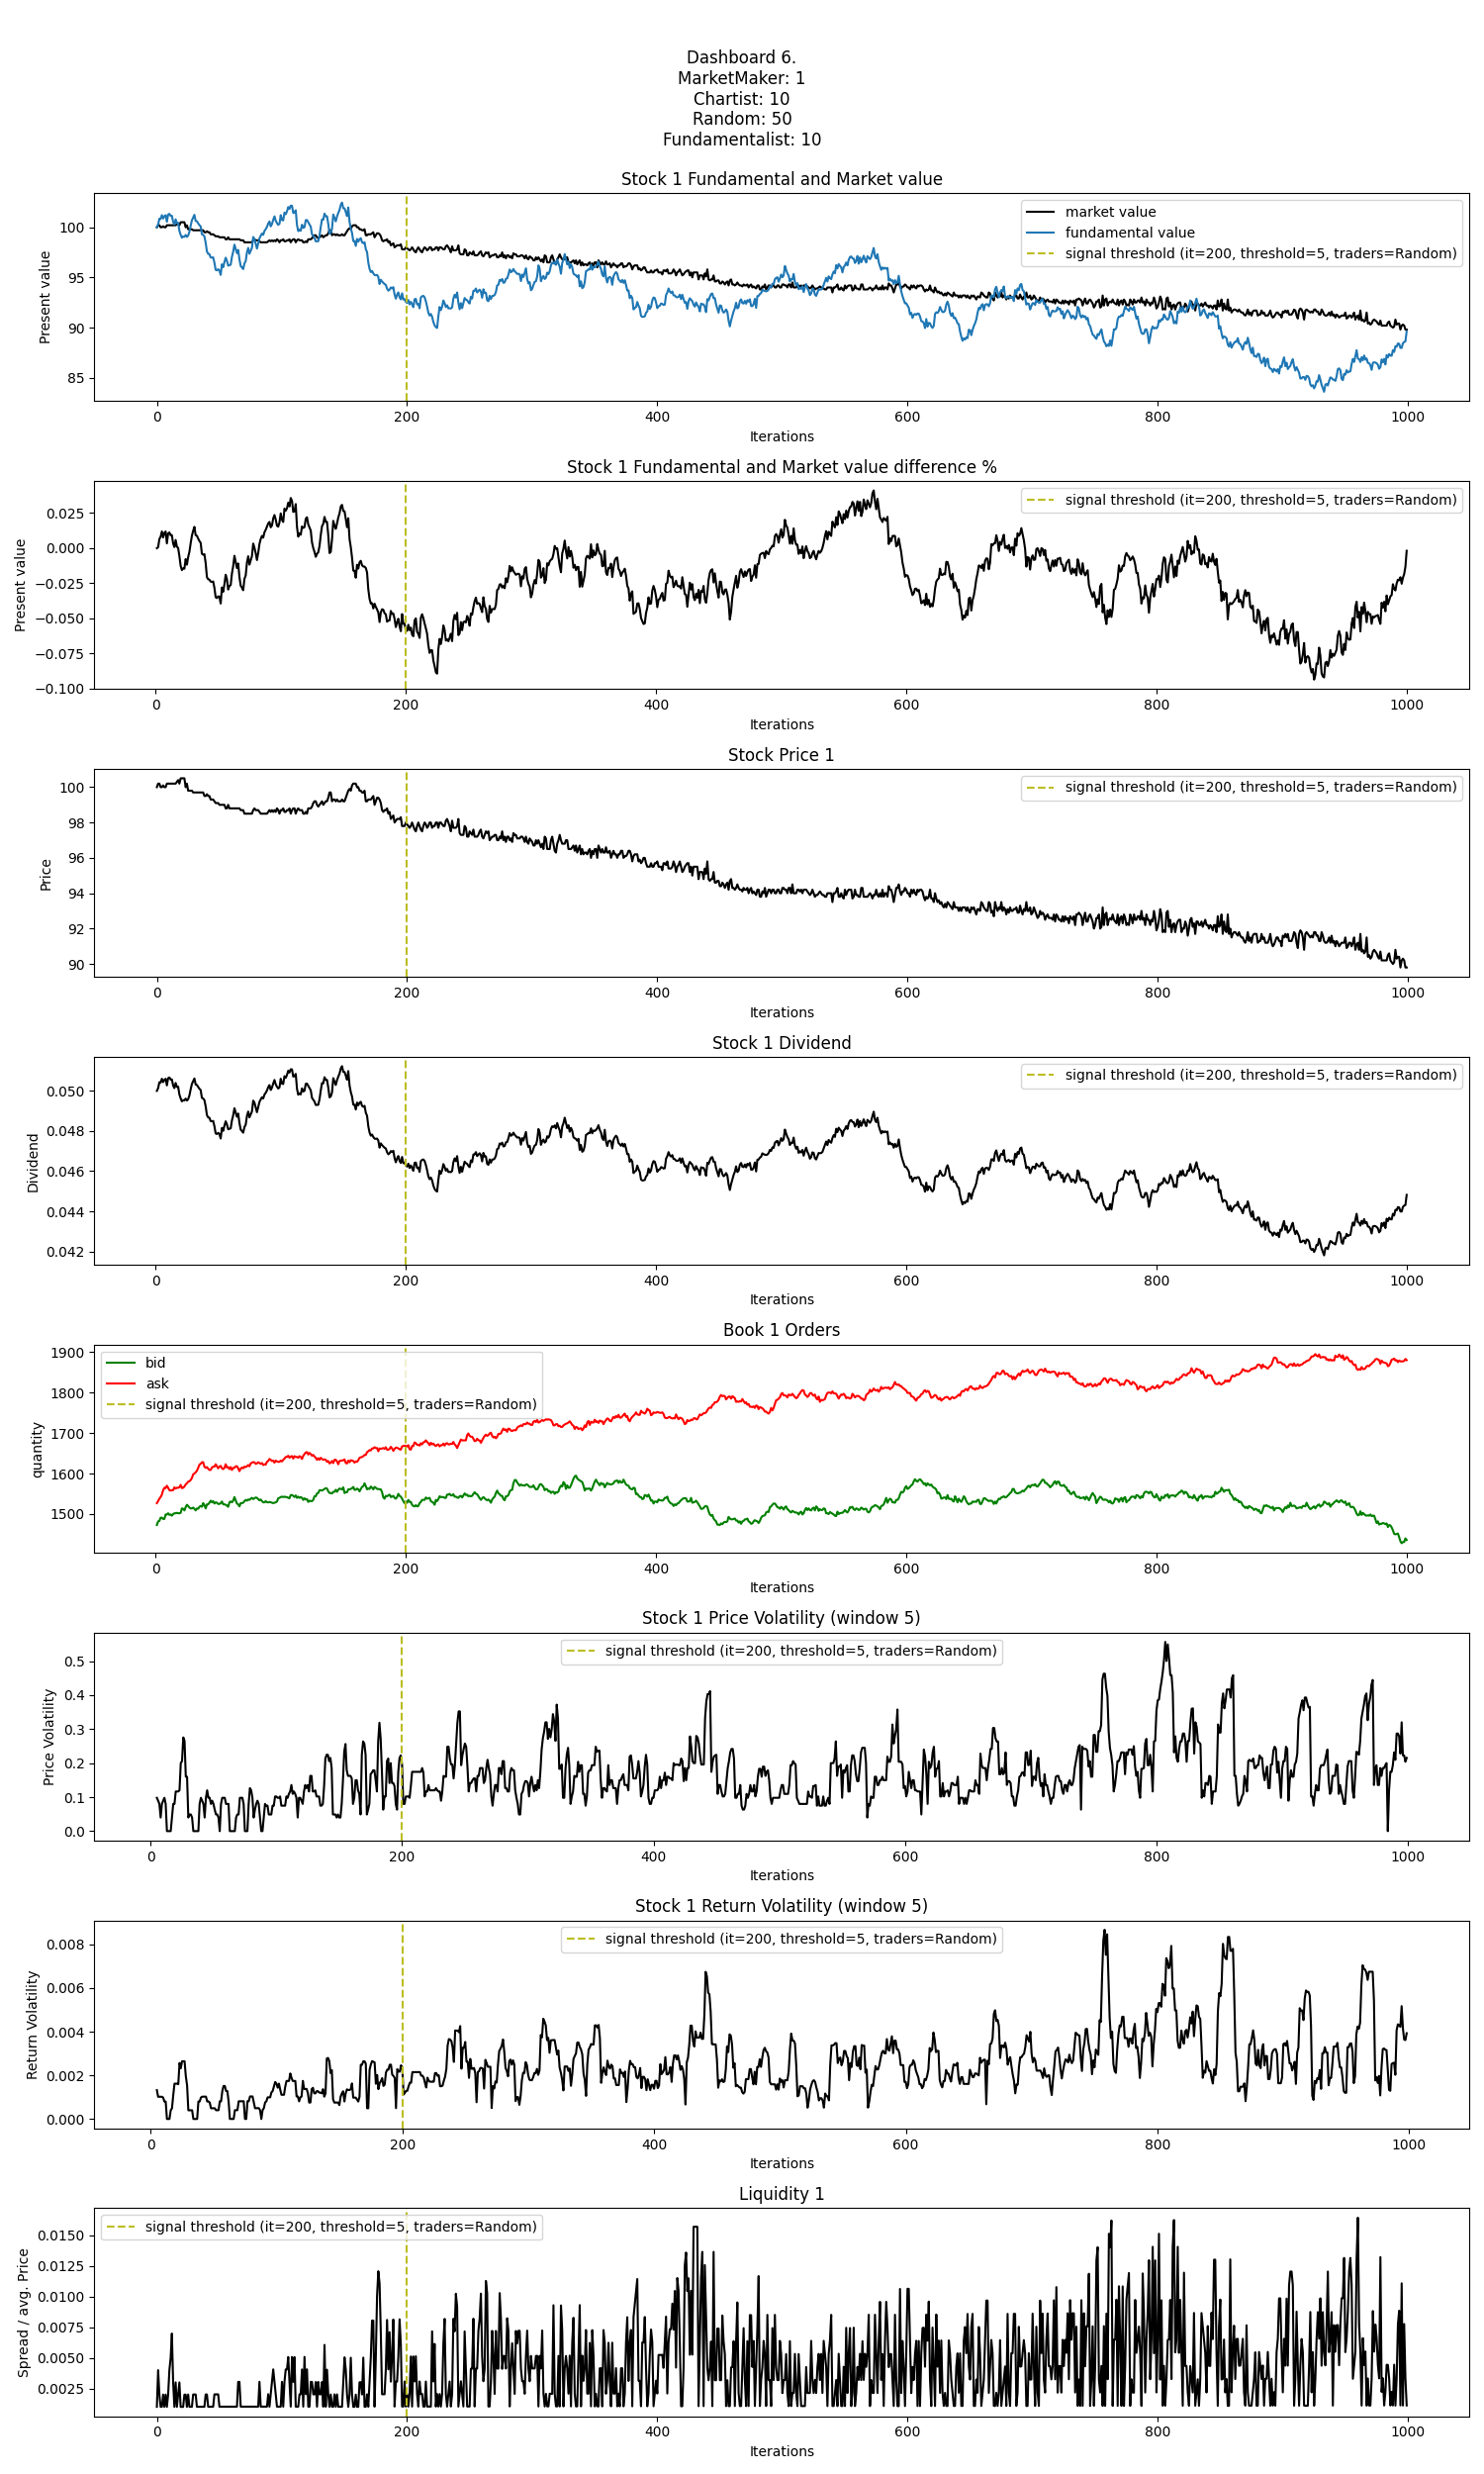 Dashboard 6.
MarketMaker: 1
Chartist: 10
Random: 50
Fundamentalist: 10
Stock 1 Fundamental and Market value
market value
fundamental value
signal threshold (it=200, threshold=5, traders=Random)
Present value
100
95
90
85
0 200 400 600 800 1000
Iterations
Stock 1 Fundamental and Market value difference %
signal threshold (it=200, threshold=5, traders=Random)
Present value
0.025
0.000
−0.025
−0.050
−0.075
−0.100
0 200 400 600 800 1000
Iterations
Stock Price 1
signal threshold (it=200, threshold=5, traders=Random)
Price
100
98
96
94
92
90
0 200 400 600 800 1000
Iterations
Stock 1 Dividend
signal threshold (it=200, threshold=5, traders=Random)
Dividend
0.050
0.048
0.046
0.044
0.042
0 200 400 600 800 1000
Iterations
Book 1 Orders
bid
ask
signal threshold (it=200, threshold=5, traders=Random)
quantity
1900
1800
1700
1600
1500
0 200 400 600 800 1000
Iterations
Stock 1 Price Volatility (window 5)
signal threshold (it=200, threshold=5, traders=Random)
Price Volatility
0.5
0.4
0.3
0.2
0.1
0.0
0 200 400 600 800 1000
Iterations
Stock 1 Return Volatility (window 5)
signal threshold (it=200, threshold=5, traders=Random)
Return Volatility
0.008
0.006
0.004
0.002
0.000
0 200 400 600 800 1000
Iterations
Liquidity 1
signal threshold (it=200, threshold=5, traders=Random)
Spread / avg. Price
0.0150
0.0125
0.0100
0.0075
0.0050
0.0025
0 200 400 600 800 1000
Iterations